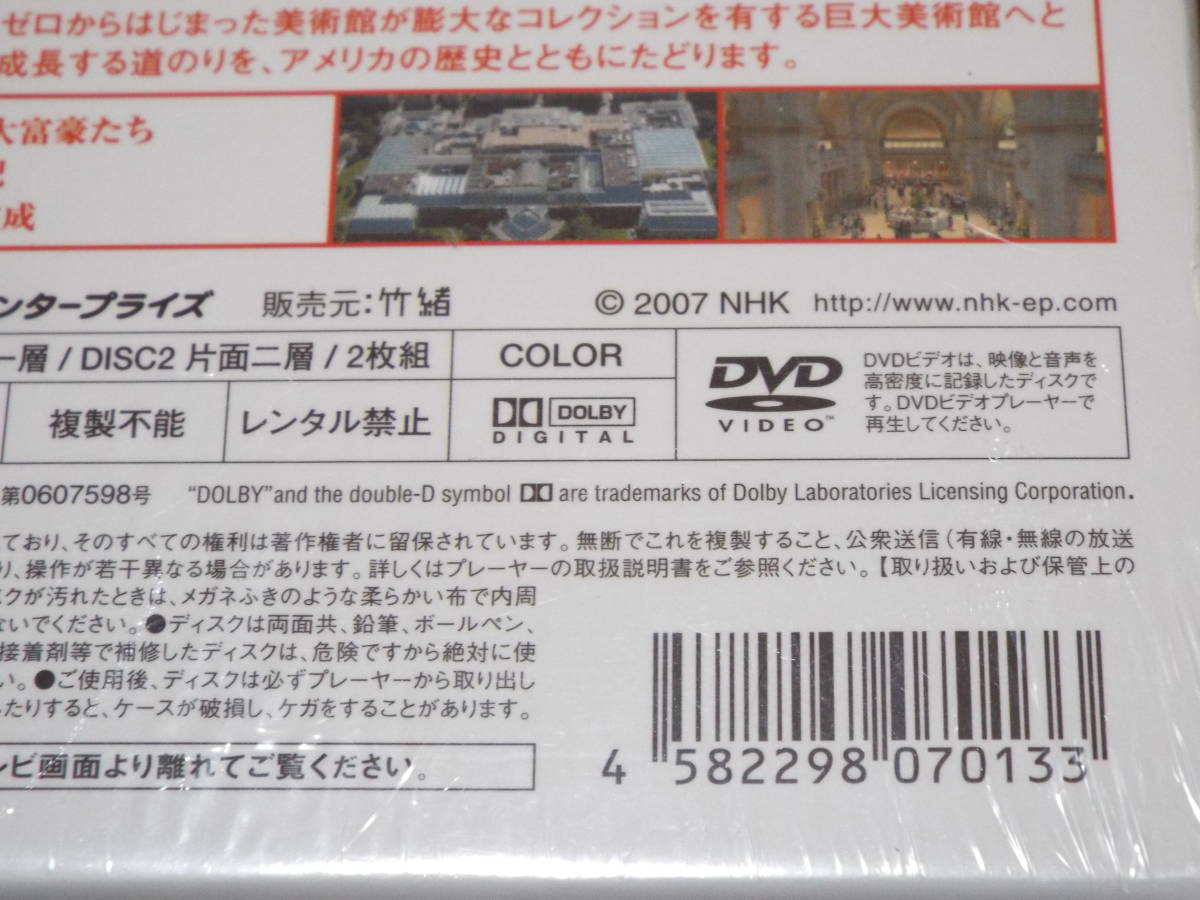 ゼロからはじまった美術館が膨大なコレクションを有する巨大美術館へと
成長する道のりを、アメリカの歴史とともにたどります。
大富豪たち
成
ンタープライズ 販売元:竹緒 © 2007 NHK http://www.nhk-ep.com
一層 / DISC2 片面二層 / 2枚組
COLOR
複製不能
レンタル禁止
DOLBY
DIGITAL
DVD
VIDEO™
DVDビデオは、映像と音声を
高密度に記録したディスクで
す。DVDビデオプレーヤーで
再生してください。
第0607598号 “DOLBY”and the double-D symbol are trademarks of Dolby Laboratories Licensing Corporation.
ており、そのすべての権利は著作権者に留保されています。無断でこれを複製すること、公衆送信(有線・無線の放送
り、操作が若干異なる場合があります。詳しくはプレーヤーの取扱説明書をご参照ください。【取り扱いおよび保管上の
スクが汚れたときは、メガネふきのような柔らかい布で内周
ないでください。●ディスクは両面共、鉛筆、ボールペン、
接着剤等で補修したディスクは、危険ですから絶対に使
い。●ご使用後、ディスクは必ずプレーヤーから取り出し
したりすると、ケースが破損し、ケガをすることがあります。
レビ画面より離れてご覧ください。
4 582298 070133